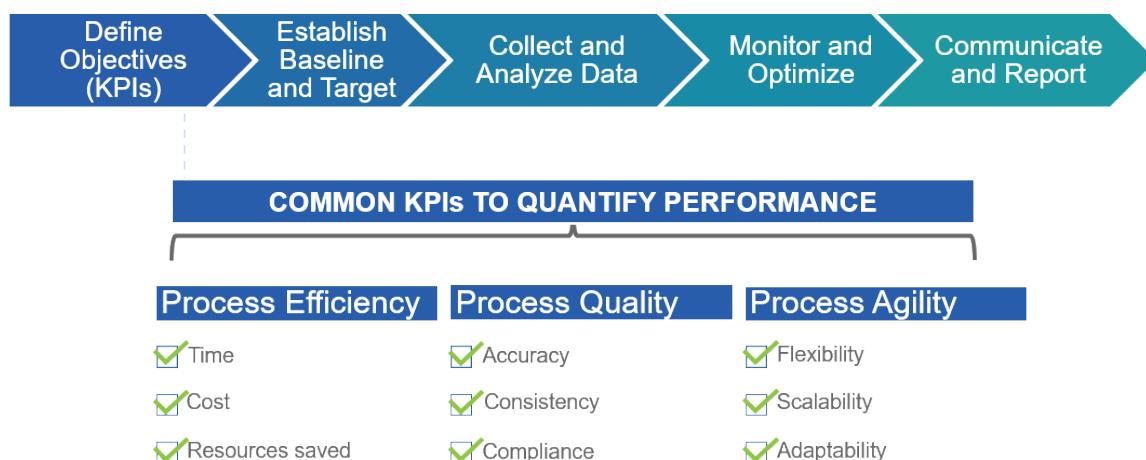 Define
Objectives
(KPIs)
Establish
Baseline
and Target
Collect and
Analyze Data
Monitor and
Optimize
Communicate
and Report
COMMON KPIs TO QUANTIFY PERFORMANCE
Process Efficiency
Time
Cost
Resources saved
Process Quality
Accuracy
Consistency
Compliance
Process Agility
Flexibility
Scalability
Adaptability